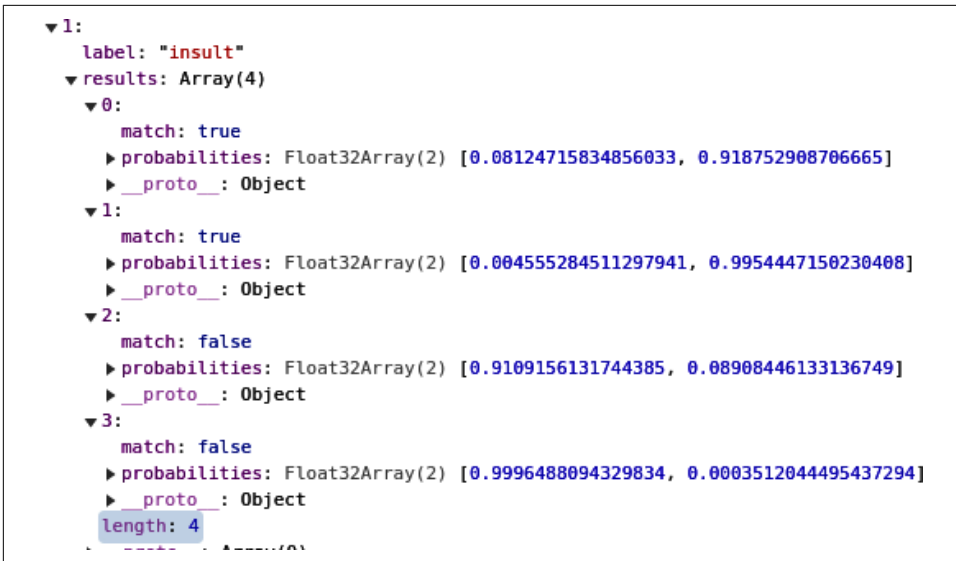 ▼1:
label: "insult"
▼results: Array(4)
▼0:
match: true
▶probabilities: Float32Array(2) [0.08124715834856033, 0.918752908706665]
▶__proto__: Object
▼1:
match: true
▶probabilities: Float32Array(2) [0.004555284511297941, 0.99544471502304​08]
▶__proto__: Object
▼2:
match: false
▶probabilities: Float32Array(2) [0.9109156131744385, 0.08908446133136749]
▶__proto__: Object
▼3:
match: false
▶probabilities: Float32Array(2) [0.9996488094329834, 0.0003512044495437294]
▶__proto__: Object
length: 4